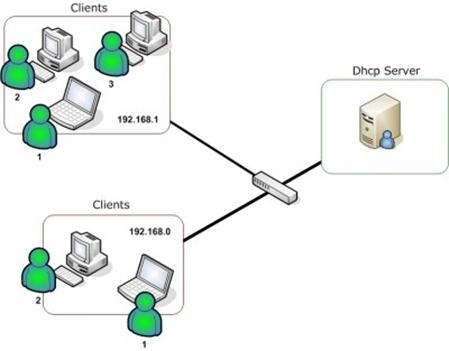 Clients
3
2
192.168.1
1
Dhcp Server
Clients
192.168.0
2
1